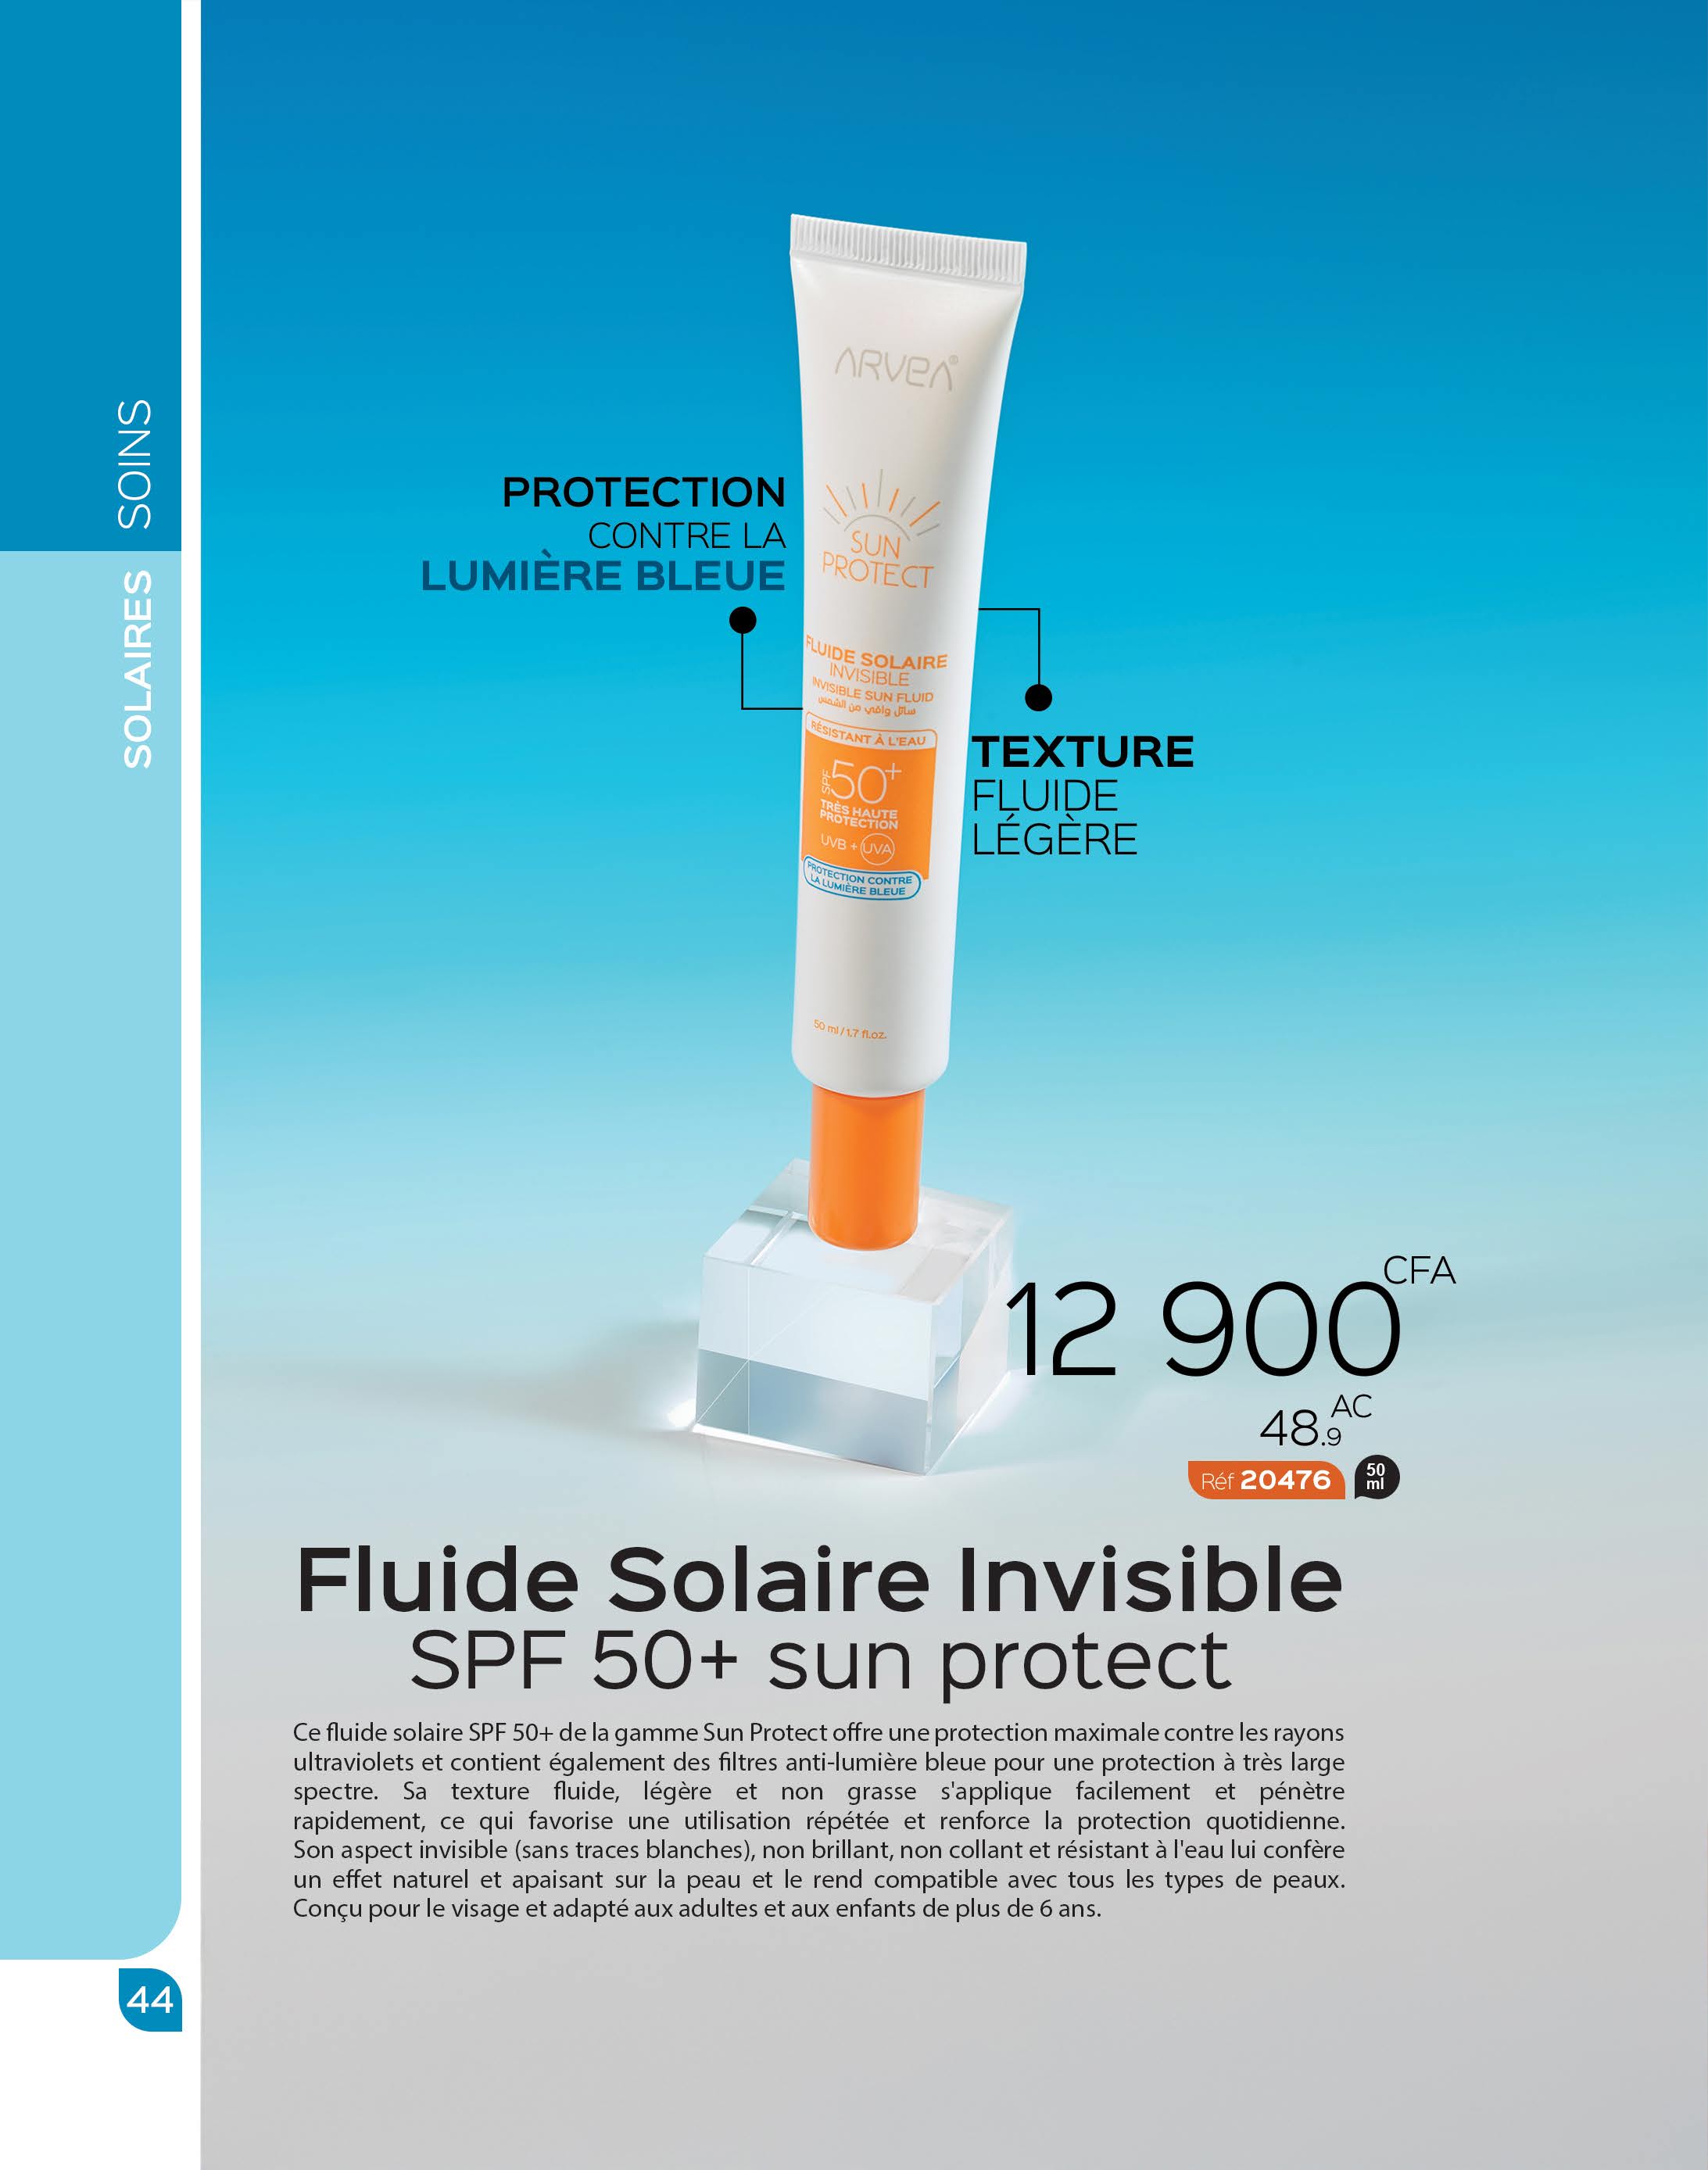 SOINS
SOLAIRES
ARVEA®
PROTECTION
CONTRE LA
LUMIÈRE BLEUE
SUN
PROTECT
FLUIDE SOLAIRE
INVISIBLE
INVISIBLE SUN FLUID
سائل واقي من الشمس
RÉSISTANT À L'EAU
SPF 50+
TRÈS HAUTE
PROTECTION
UVB + UVA
PROTECTION CONTRE
LA LUMIÈRE BLEUE
50 ml / 1.7 fl.oz.
TEXTURE
FLUIDE
LÉGÈRE
12 900 CFA
48.9 AC
Réf 20476
50
ml
Fluide Solaire Invisible
SPF 50+ sun protect
Ce fluide solaire SPF 50+ de la gamme Sun Protect offre une protection maximale contre les rayons
ultraviolets et contient également des filtres anti-lumière bleue pour une protection à très large
spectre. Sa texture fluide, légère et non grasse s'applique facilement et pénètre
rapidement, ce qui favorise une utilisation répétée et renforce la protection quotidienne.
Son aspect invisible (sans traces blanches), non brillant, non collant et résistant à l'eau lui confère
un effet naturel et apaisant sur la peau et le rend compatible avec tous les types de peaux.
Conçu pour le visage et adapté aux adultes et aux enfants de plus de 6 ans.
44